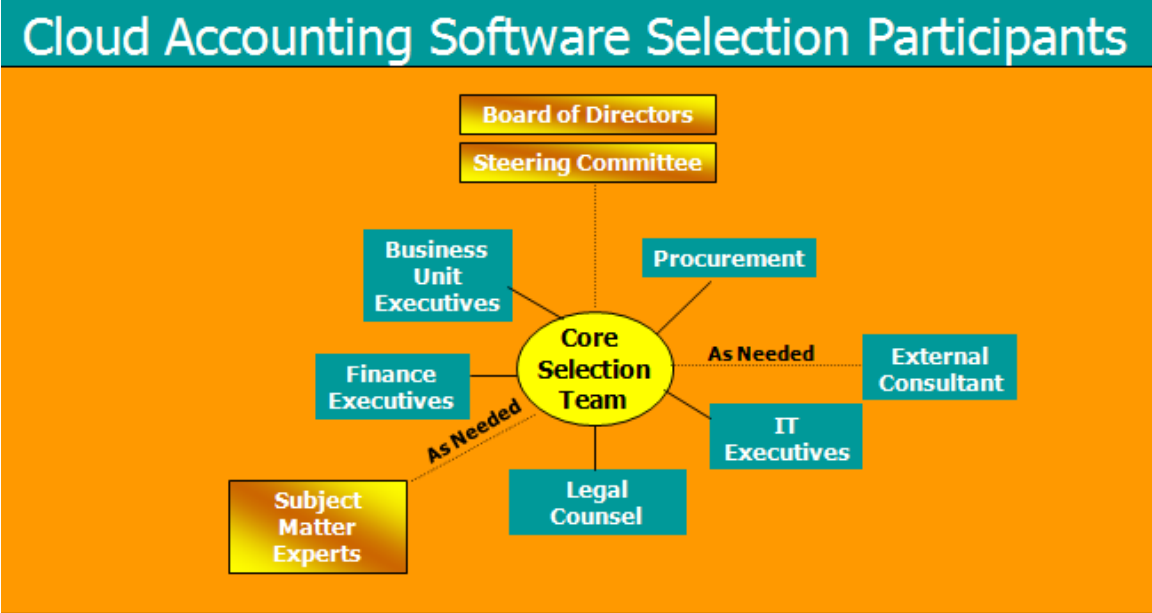 Cloud Accounting Software Selection Participants
Board of Directors
Steering Committee
Business
Unit
Executives
Procurement
Core
Selection
Team
As Needed
External
Consultant
Finance
Executives
As Needed
IT
Executives
Legal
Counsel
Subject
Matter
Experts